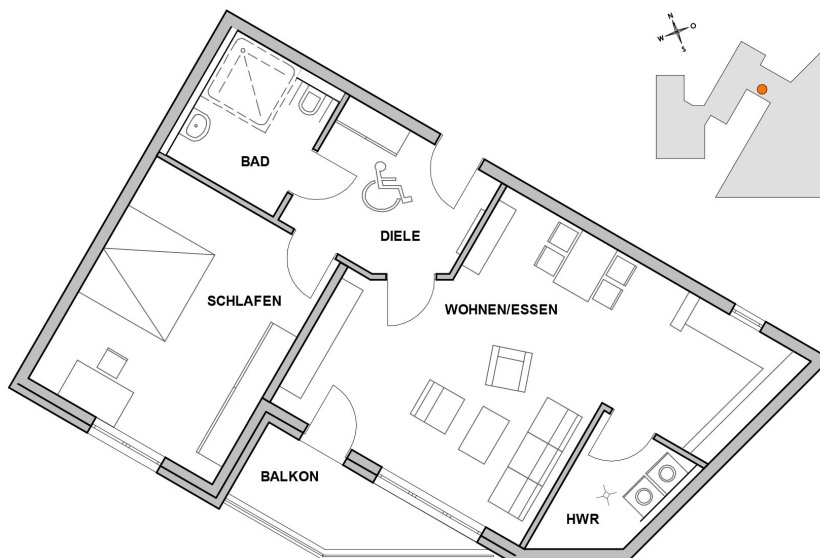 N
W O
S
BAD
DIELE
SCHLAFEN
WOHNEN/ESSEN
BALKON
HWR